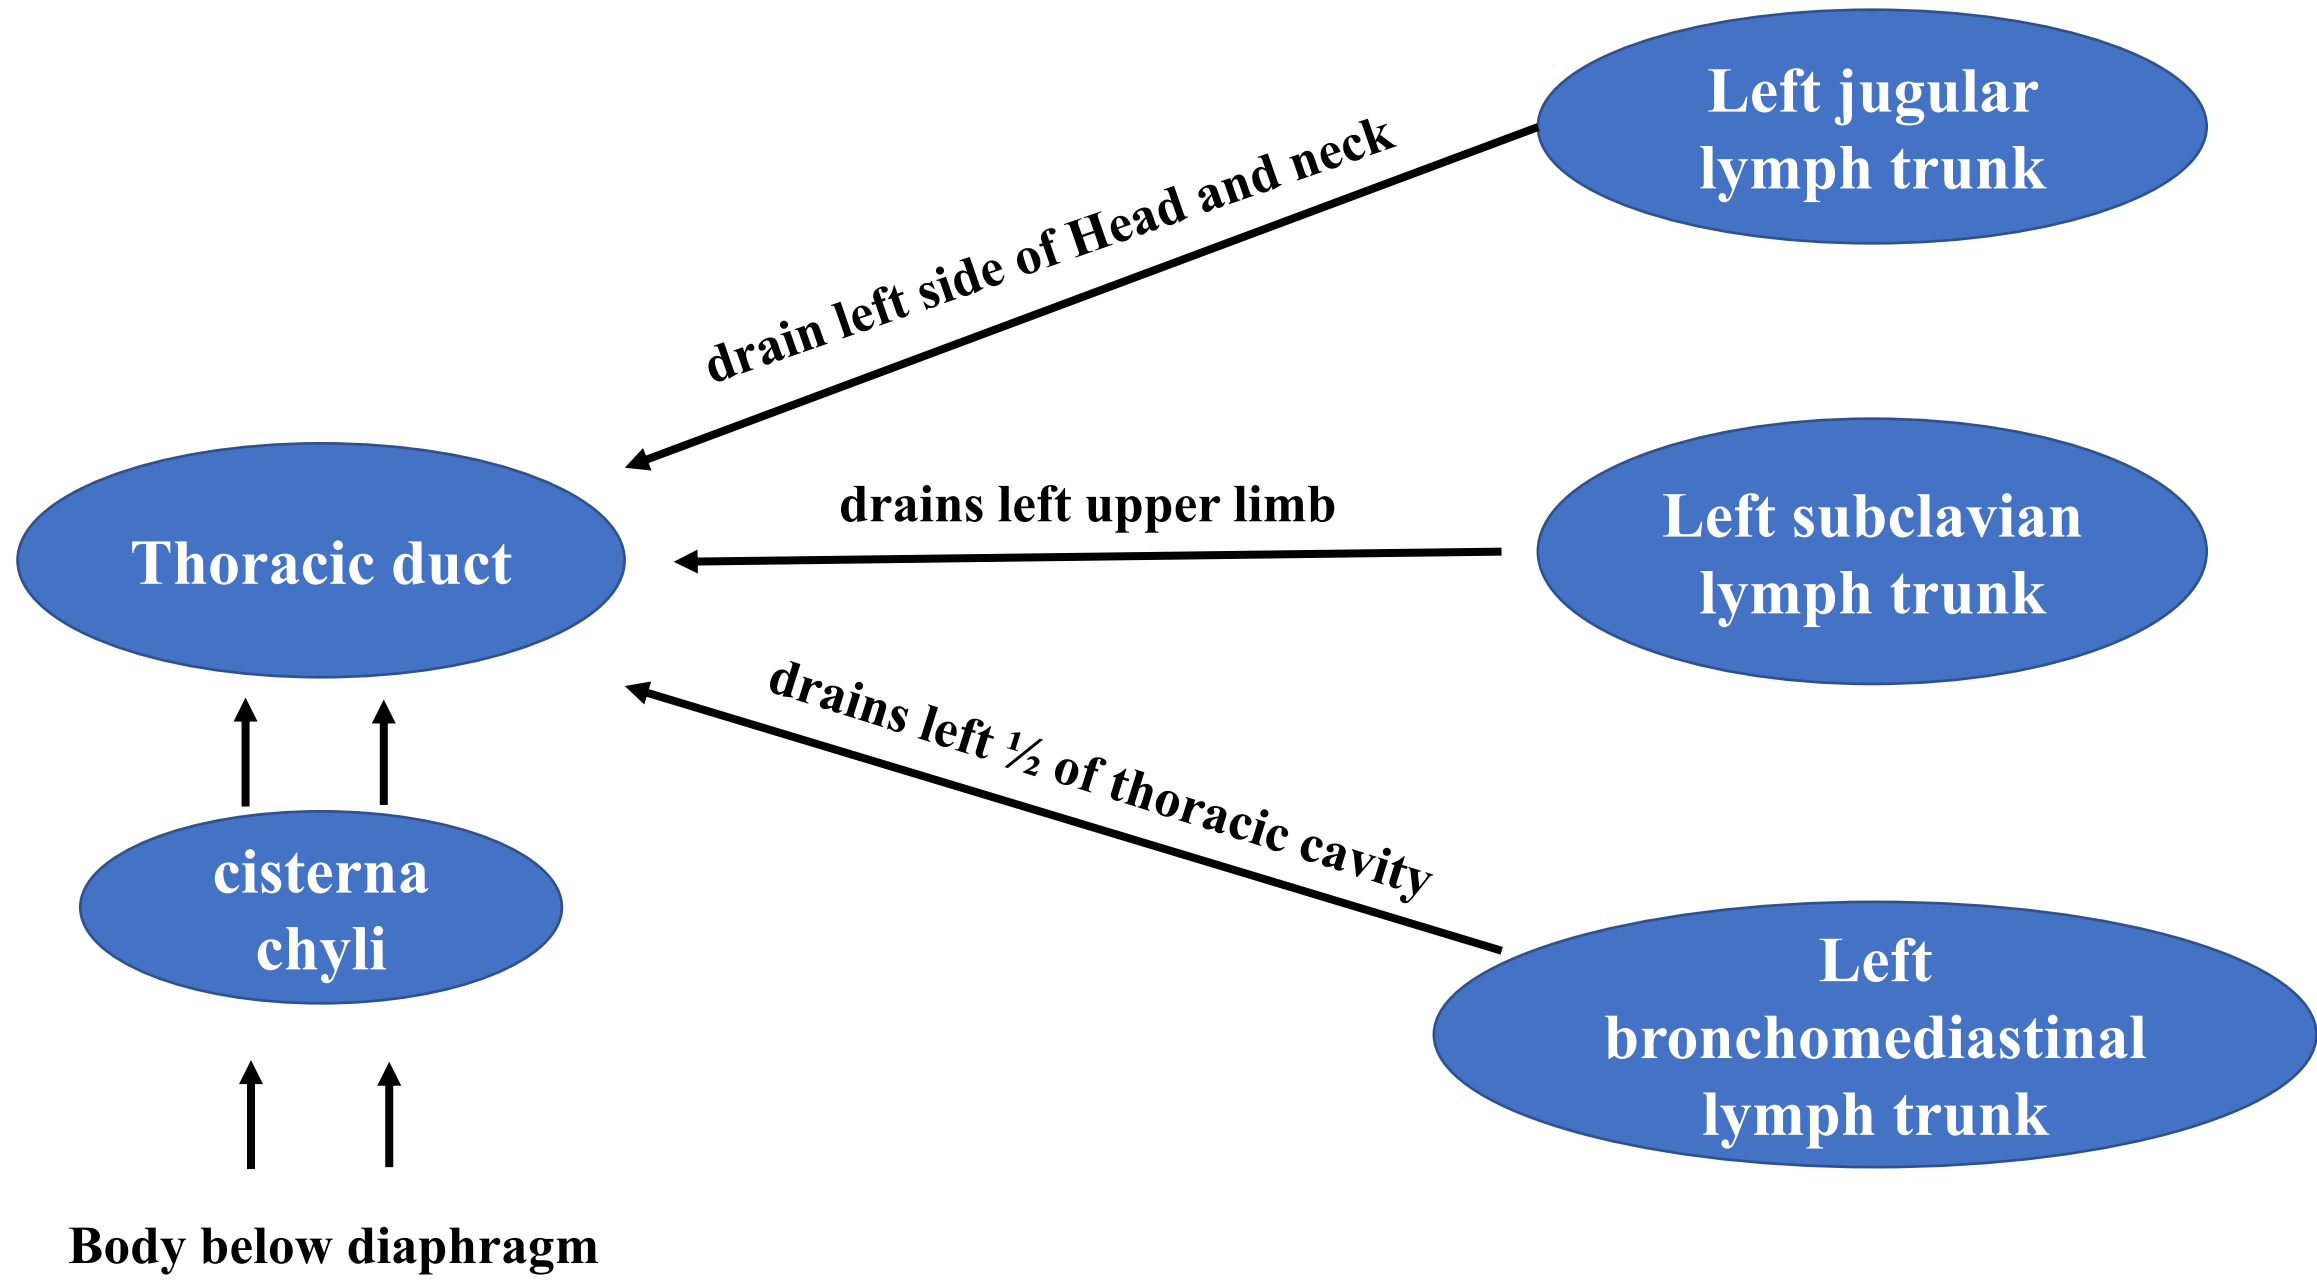 Left jugular
lymph trunk
drain left side of Head and neck
Left subclavian
lymph trunk
drains left upper limb
Thoracic duct
drains left ½ of thoracic cavity
cisterna
chyli
Left
bronchomediastinal
lymph trunk
Body below diaphragm